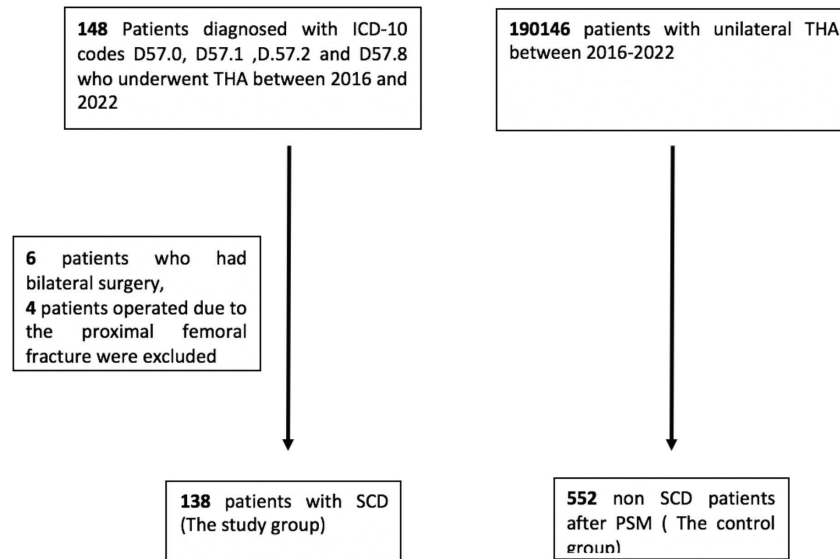 148 Patients diagnosed with ICD-10
codes D57.0, D57.1 ,D.57.2 and D57.8
who underwent THA between 2016 and
2022
190146 patients with unilateral THA
between 2016-2022
6 patients who had
bilateral surgery,
4 patients operated due to
the proximal femoral
fracture were excluded
138 patients with SCD
(The study group)
552 non SCD patients
after PSM ( The control
group)